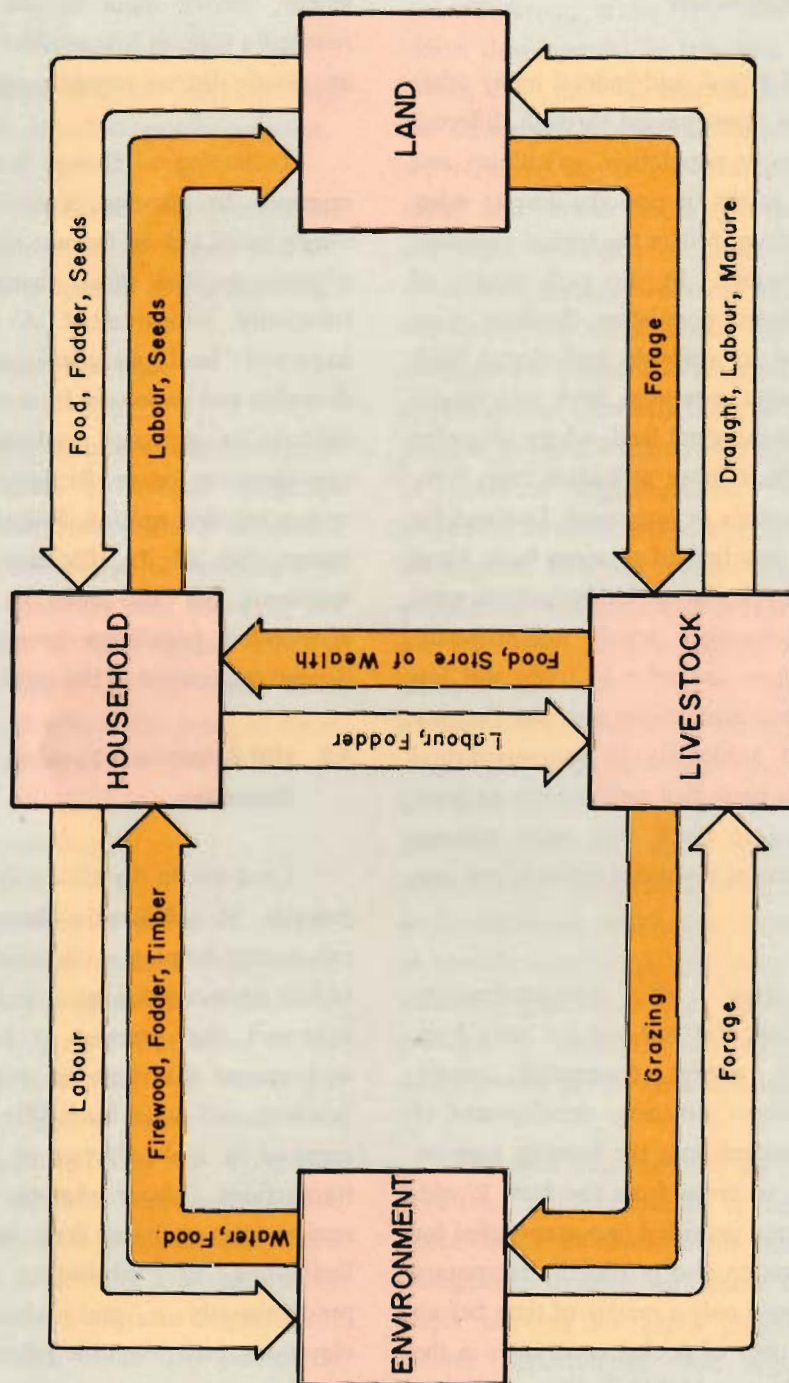 Labour
Food, Fodder, Seeds
HOUSEHOLD
Firewood, Fodder, Timber
Labour, Seeds
Water, Food.
Labour, Fodder
Food, Store of Wealth
ENVIRONMENT
LAND
Grazing
Forage
LIVESTOCK
Forage
Draught, Labour, Manure